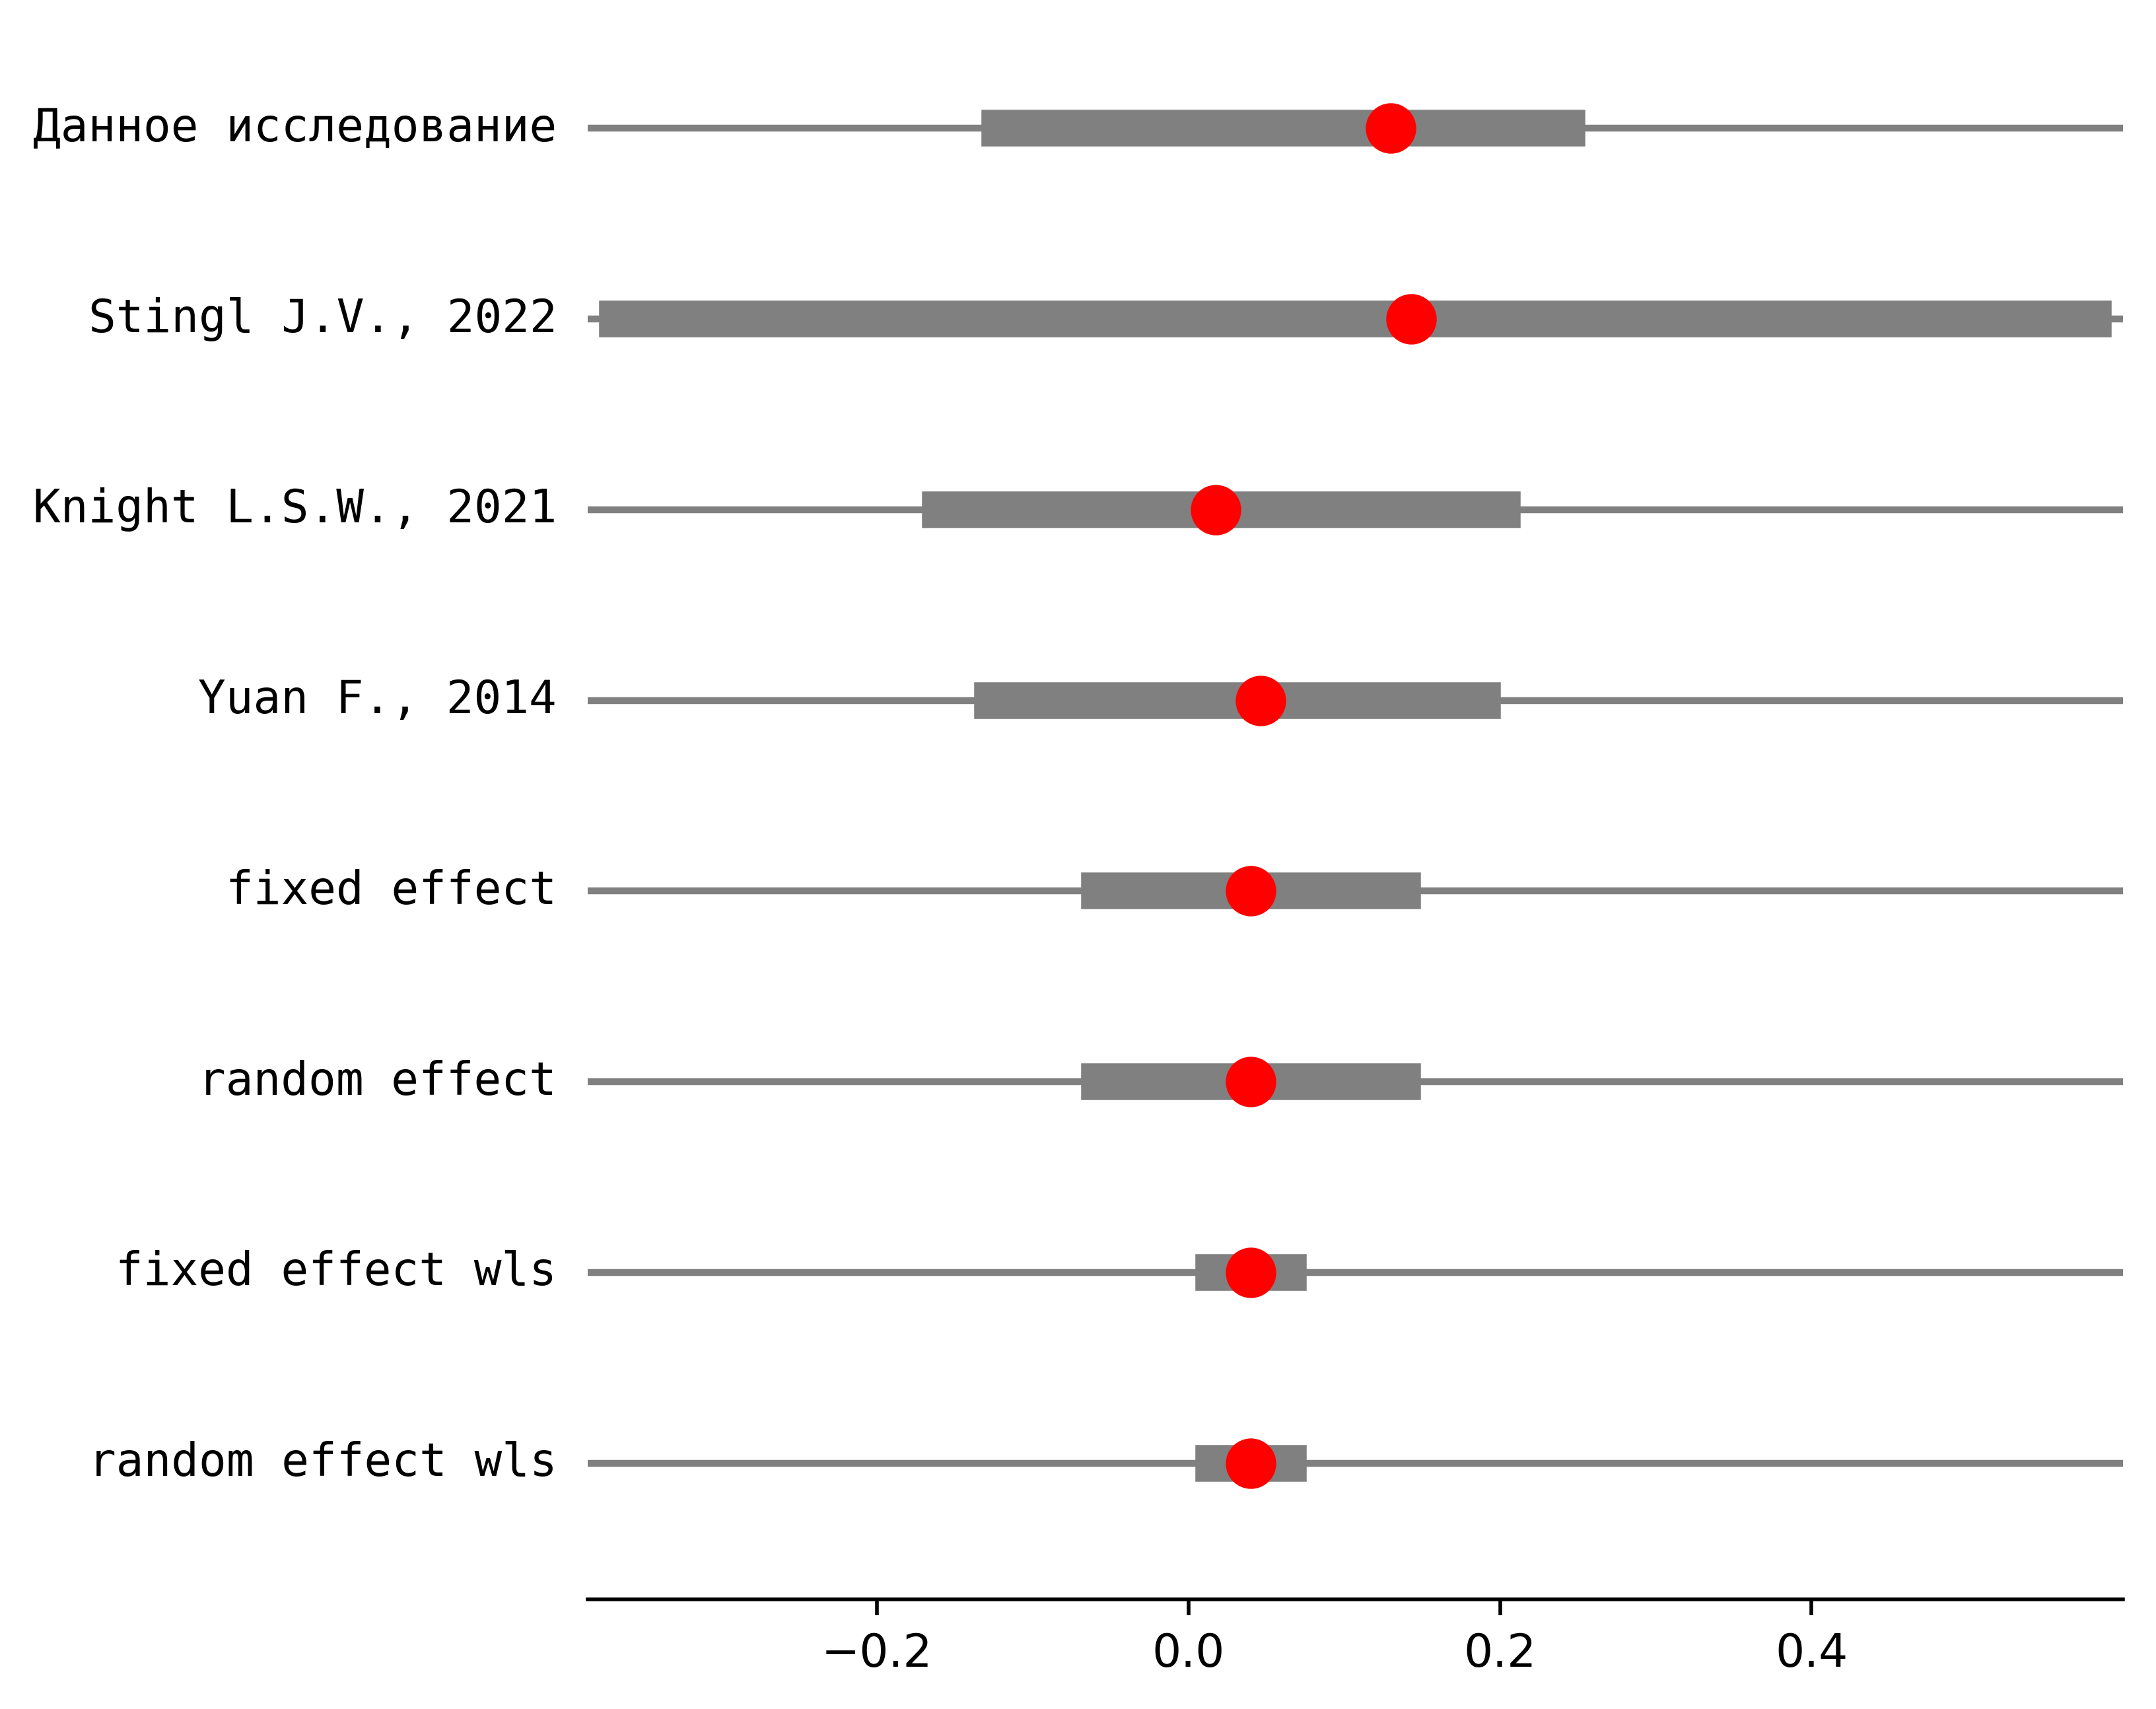 Данное исследование
Stingl J.V., 2022
Knight L.S.W., 2021
Yuan F., 2014
fixed effect
random effect
fixed effect wls
random effect wls
−0.2 0.0 0.2 0.4